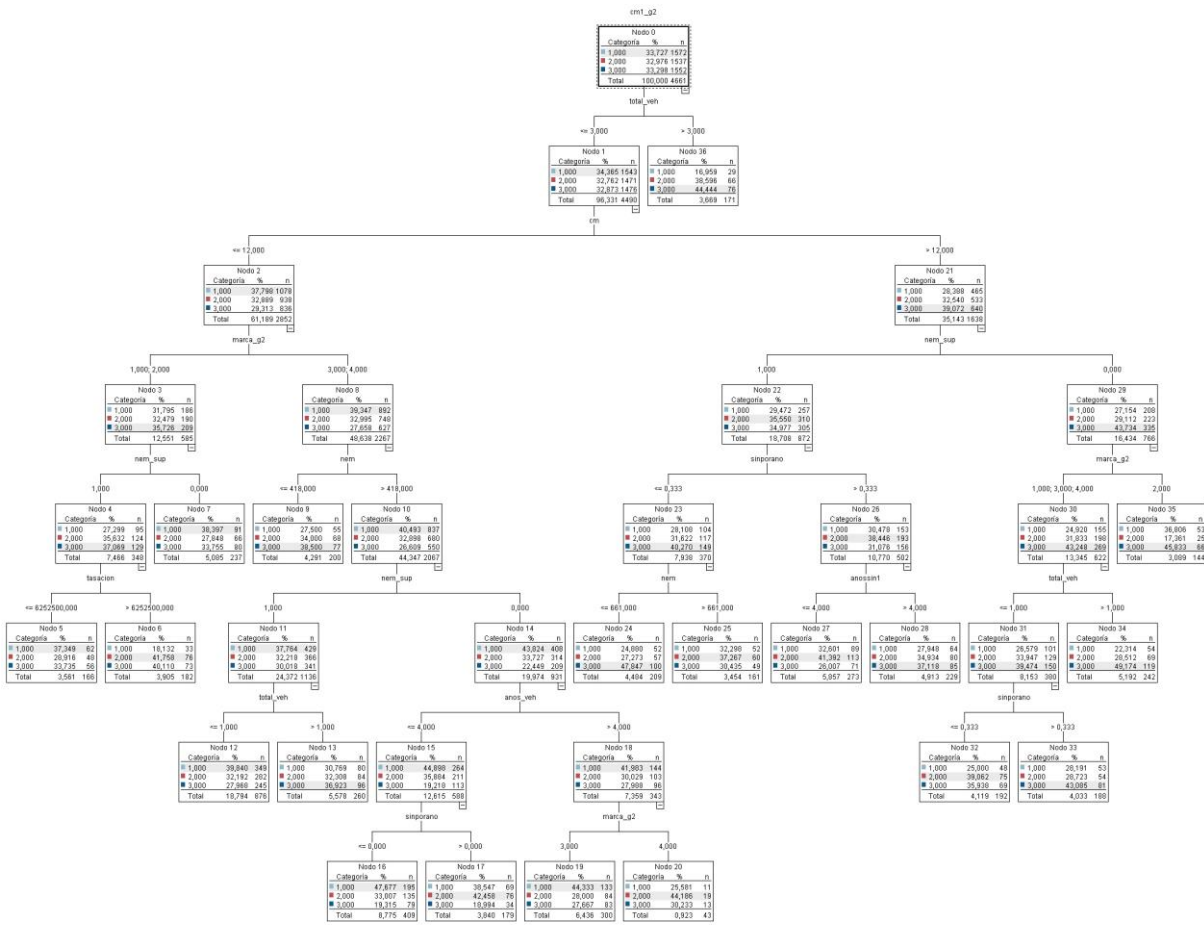 cm1_g2
Nodo 0
Categoría % n
1,000 33,727 1572
2,000 32,976 1537
3,000 33,298 1552
Total 100,000 4661
total_veh
<= 3,000 > 3,000
Nodo 1
Categoría % n
1,000 34,365 1543
2,000 32,762 1471
3,000 32,873 1476
Total 96,331 4490
Nodo 36
Categoría % n
1,000 16,959 29
2,000 38,596 66
3,000 44,444 76
Total 3,669 171
cm
<= 12,000 > 12,000
Nodo 2
Categoría % n
1,000 37,798 1078
2,000 32,889 938
3,000 29,313 836
Total 61,189 2852
Nodo 21
Categoría % n
1,000 28,388 465
2,000 32,540 533
3,000 39,072 640
Total 35,143 1638
marca_g2
nem_sup
1,000; 2,000 3,000; 4,000 1,000 0,000
Nodo 3
Categoría % n
1,000 31,795 186
2,000 32,479 190
3,000 35,726 209
Total 12,551 585
Nodo 8
Categoría % n
1,000 39,347 892
2,000 32,995 748
3,000 27,658 627
Total 48,638 2267
Nodo 22
Categoría % n
1,000 29,472 257
2,000 35,550 310
3,000 34,977 305
Total 18,708 872
Nodo 29
Categoría % n
1,000 27,154 208
2,000 29,112 223
3,000 43,734 335
Total 16,434 766
nem_sup
nem
sinporano
marca_g2
1,000 0,000 <= 418,000 > 418,000 <= 0,333 > 0,333 1,000; 3,000; 4,000 2,000
Nodo 4
Categoría % n
1,000 27,299 95
2,000 35,632 124
3,000 37,069 129
Total 7,466 348
Nodo 7
Categoría % n
1,000 38,397 91
2,000 27,848 66
3,000 33,755 80
Total 5,085 237
Nodo 9
Categoría % n
1,000 27,500 55
2,000 34,000 68
3,000 38,500 77
Total 4,291 200
Nodo 10
Categoría % n
1,000 40,493 837
2,000 32,898 680
3,000 26,609 550
Total 44,347 2067
Nodo 23
Categoría % n
1,000 28,108 104
2,000 31,622 117
3,000 40,270 149
Total 7,938 370
Nodo 26
Categoría % n
1,000 30,478 153
2,000 38,446 193
3,000 31,076 156
Total 10,770 502
Nodo 30
Categoría % n
1,000 24,920 155
2,000 31,833 198
3,000 43,248 269
Total 13,345 622
Nodo 35
Categoría % n
1,000 36,806 53
2,000 17,361 25
3,000 45,833 66
Total 3,089 144
tasacion
nem_sup
nem
anossin1
total_veh
<= 6252500,000 > 6252500,000 1,000 0,000 <= 661,000 > 661,000 <= 4,000 > 4,000 <= 1,000 > 1,000
Nodo 5
Categoría % n
1,000 37,349 62
2,000 28,916 48
3,000 33,735 56
Total 3,561 166
Nodo 6
Categoría % n
1,000 18,132 33
2,000 41,758 76
3,000 40,110 73
Total 3,905 182
Nodo 11
Categoría % n
1,000 37,764 429
2,000 32,218 366
3,000 30,018 341
Total 24,372 1136
Nodo 14
Categoría % n
1,000 43,824 408
2,000 33,727 314
3,000 22,449 209
Total 19,974 931
Nodo 24
Categoría % n
1,000 24,880 52
2,000 27,273 57
3,000 47,847 100
Total 4,484 209
Nodo 25
Categoría % n
1,000 32,298 52
2,000 37,267 60
3,000 30,435 49
Total 3,454 161
Nodo 27
Categoría % n
1,000 32,601 89
2,000 41,392 113
3,000 26,007 71
Total 5,857 273
Nodo 28
Categoría % n
1,000 27,948 64
2,000 34,934 80
3,000 37,118 85
Total 4,913 229
Nodo 31
Categoría % n
1,000 26,579 101
2,000 33,947 129
3,000 39,474 150
Total 8,153 380
Nodo 34
Categoría % n
1,000 22,314 54
2,000 28,512 69
3,000 49,174 119
Total 5,192 242
total_veh
anos_veh
sinporano
<= 1,000 > 1,000 <= 4,000 > 4,000 <= 0,333 > 0,333
Nodo 12
Categoría % n
1,000 39,840 349
2,000 32,192 282
3,000 27,968 245
Total 18,794 876
Nodo 13
Categoría % n
1,000 30,769 80
2,000 32,308 84
3,000 36,923 96
Total 5,578 260
Nodo 15
Categoría % n
1,000 44,898 264
2,000 35,884 211
3,000 19,218 113
Total 12,615 588
Nodo 18
Categoría % n
1,000 41,983 144
2,000 30,029 103
3,000 27,988 96
Total 7,359 343
Nodo 32
Categoría % n
1,000 25,000 48
2,000 39,062 75
3,000 35,938 69
Total 4,119 192
Nodo 33
Categoría % n
1,000 28,191 53
2,000 28,723 54
3,000 43,085 81
Total 4,033 188
sinporano
marca_g2
<= 0,000 > 0,000 3,000 4,000
Nodo 16
Categoría % n
1,000 47,677 195
2,000 33,007 135
3,000 19,315 79
Total 8,775 409
Nodo 17
Categoría % n
1,000 38,547 69
2,000 42,458 76
3,000 18,994 34
Total 3,840 179
Nodo 19
Categoría % n
1,000 44,333 133
2,000 28,000 84
3,000 27,667 83
Total 6,436 300
Nodo 20
Categoría % n
1,000 25,581 11
2,000 44,186 19
3,000 30,233 13
Total 0,923 43